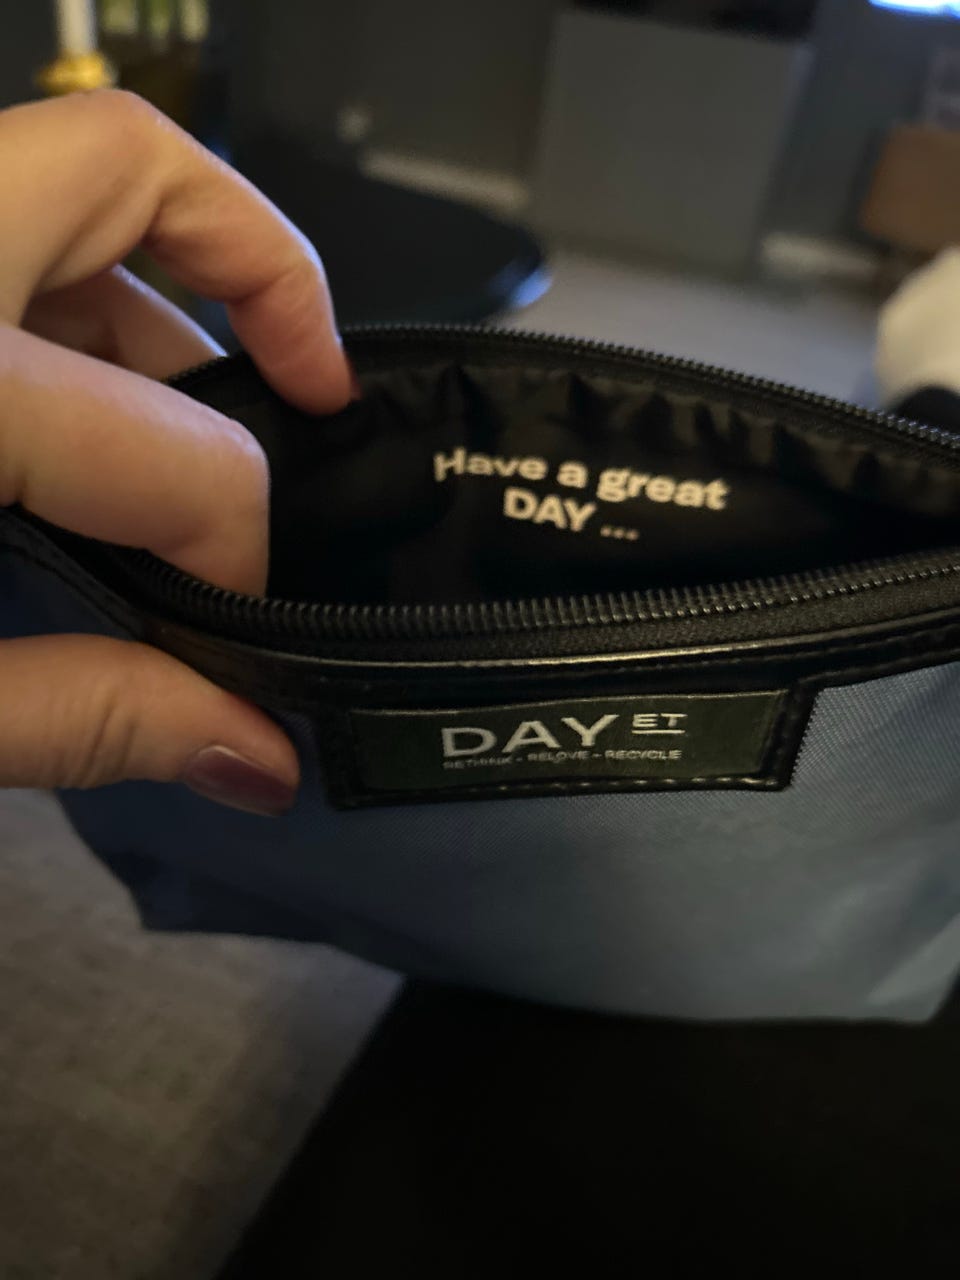 Have a great
DAY ...
DAY ET
RETHINK - RELOVE - RECYCLE